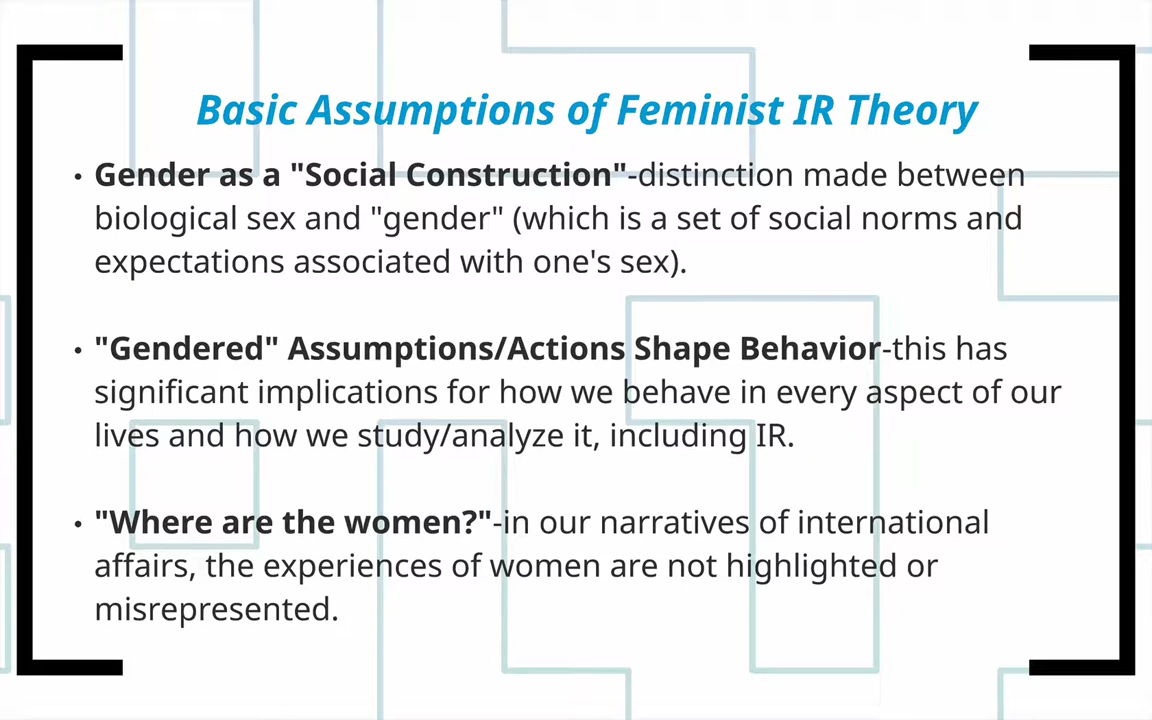 Basic Assumptions of Feminist IR Theory
• Gender as a "Social Construction"-distinction made between
biological sex and "gender" (which is a set of social norms and
expectations associated with one's sex).
• "Gendered" Assumptions/Actions Shape Behavior-this has
significant implications for how we behave in every aspect of our
lives and how we study/analyze it, including IR.
• "Where are the women?"-in our narratives of international
affairs, the experiences of women are not highlighted or
misrepresented.